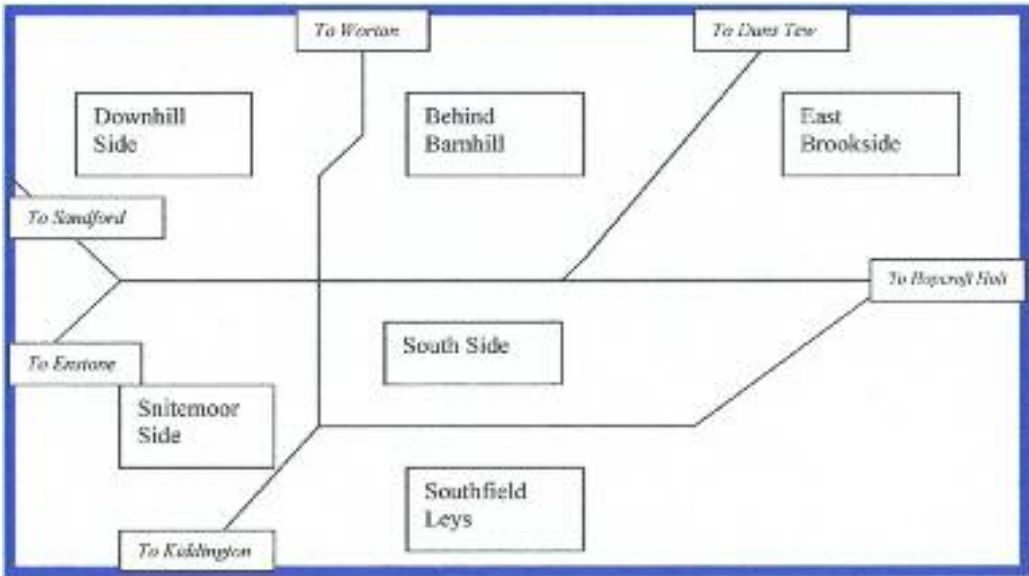 To Worton
To Duns Tew
Downhill
Side
Behind
Barnhill
East
Brookside
To Sandford
To Hopcroft Holt
South Side
To Enstone
Snitemoor
Side
Southfield
Leys
To Kiddington